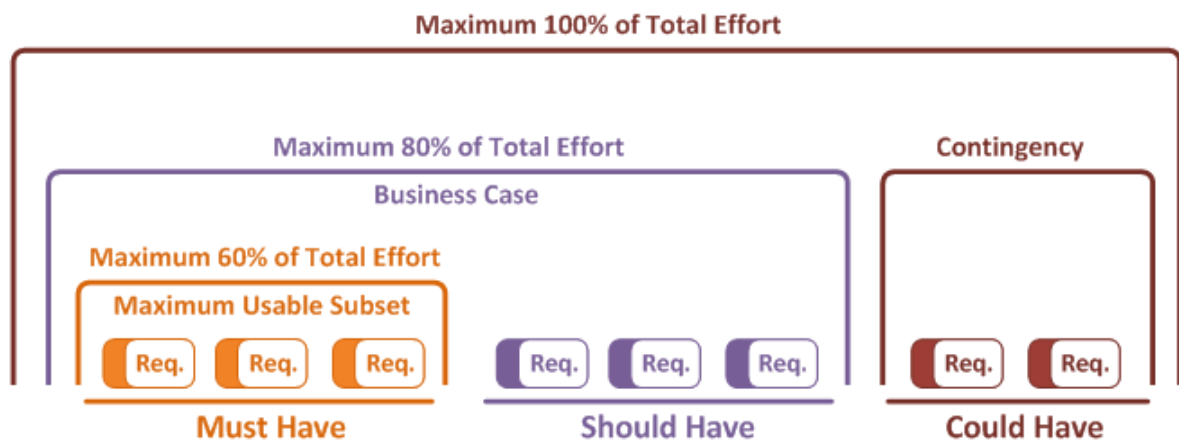 Maximum 100% of Total Effort
Maximum 80% of Total Effort
Contingency
Business Case
Maximum 60% of Total Effort
Maximum Usable Subset
Req. Req. Req. Req. Req. Req. Req. Req.
Must Have Should Have Could Have